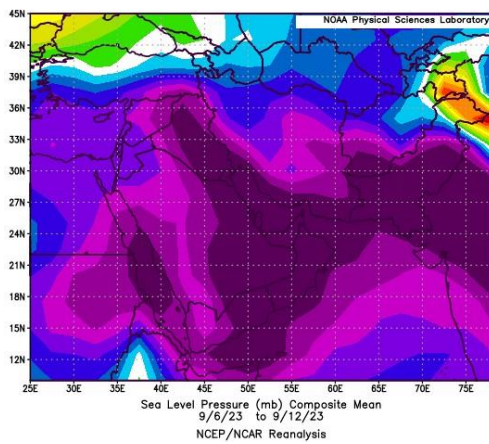 NOAA Physical Sciences Laboratory
45N
42N
39N
36N
33N
30N
27N
24N
21N
18N
15N
12N
25E 30E 35E 40E 45E 50E 55E 60E 65E 70E 75E
Sea Level Pressure (mb) Composite Mean
9/6/23 to 9/12/23
NCEP/NCAR Reanalysis